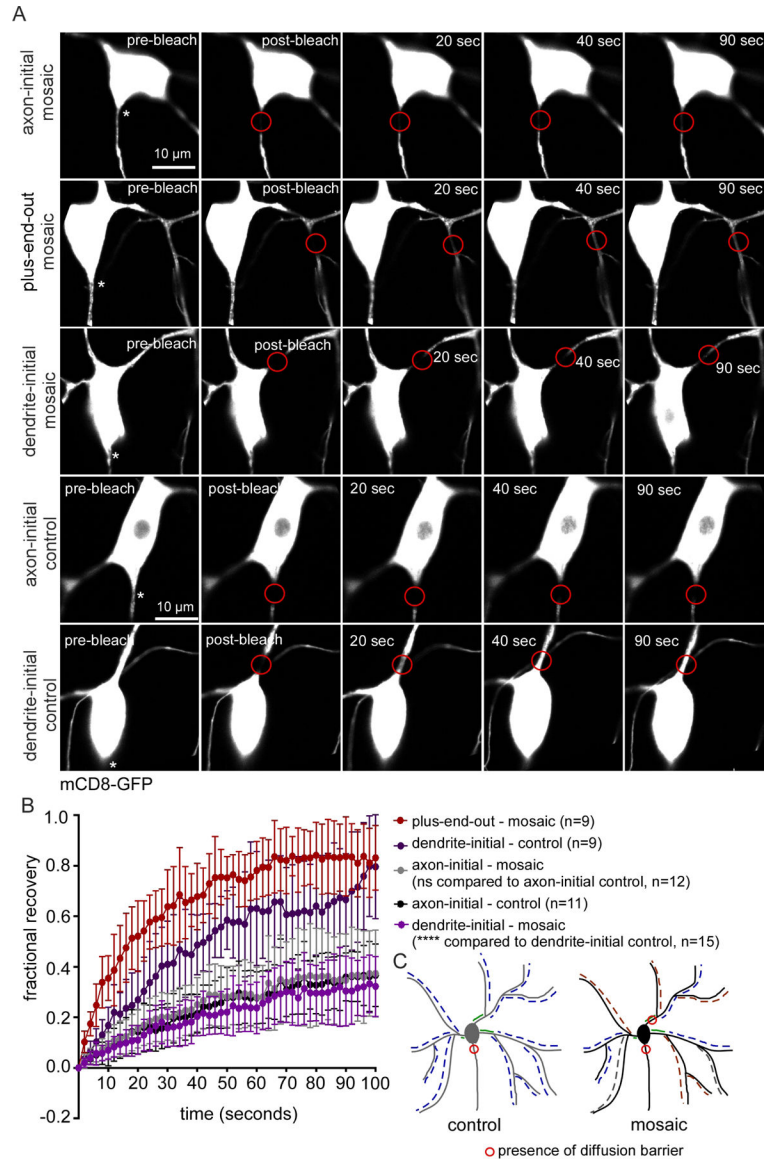 A
axon-initial
mosaic
pre-bleach
post-bleach
20 sec
40 sec
90 sec
*
10 µm
plus-end-out
mosaic
pre-bleach
post-bleach
20 sec
40 sec
90 sec
*
dendrite-initial
mosaic
pre-bleach
post-bleach
20 sec
40 sec
90 sec
*
axon-initial
control
pre-bleach
post-bleach
20 sec
40 sec
90 sec
*
10 µm
dendrite-initial
control
pre-bleach
post-bleach
20 sec
40 sec
90 sec
*
mCD8-GFP
B
fractional recovery
1.0
0.8
0.6
0.4
0.2
0.0
-0.2
10 20 30 40 50 60 70 80 90 100
time (seconds)
plus-end-out - mosaic (n=9)
dendrite-initial - control (n=9)
axon-initial - mosaic
(ns compared to axon-initial control, n=12)
axon-initial - control (n=11)
dendrite-initial - mosaic
(**** compared to dendrite-initial control, n=15)
C
control
mosaic
presence of diffusion barrier